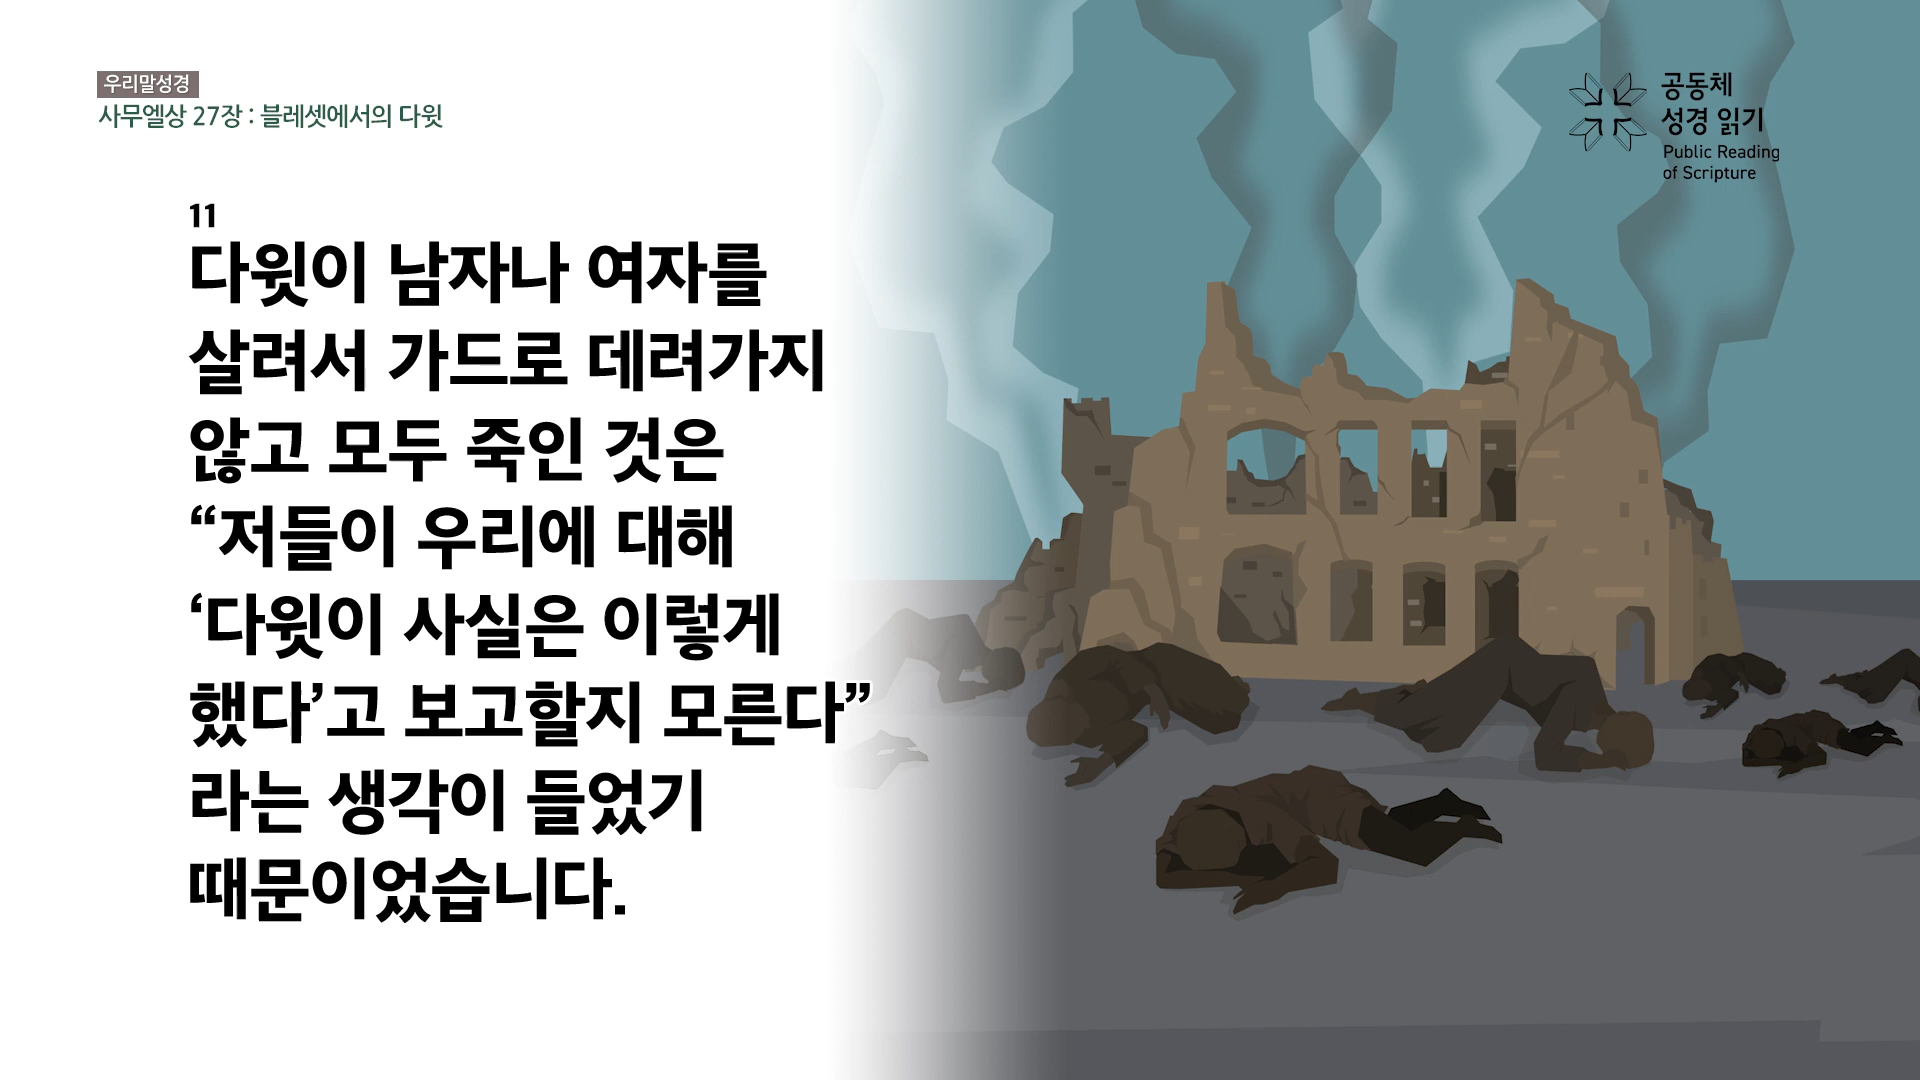 우리말성경
사무엘상 27장 : 블레셋에서의 다윗
공동체
성경 읽기
Public Reading
of Scripture
11
다윗이 남자나 여자를
살려서 가드로 데려가지
않고 모두 죽인 것은
“저들이 우리에 대해
‘다윗이 사실은 이렇게
했다’고 보고할지 모른다”
라는 생각이 들었기
때문이었습니다.